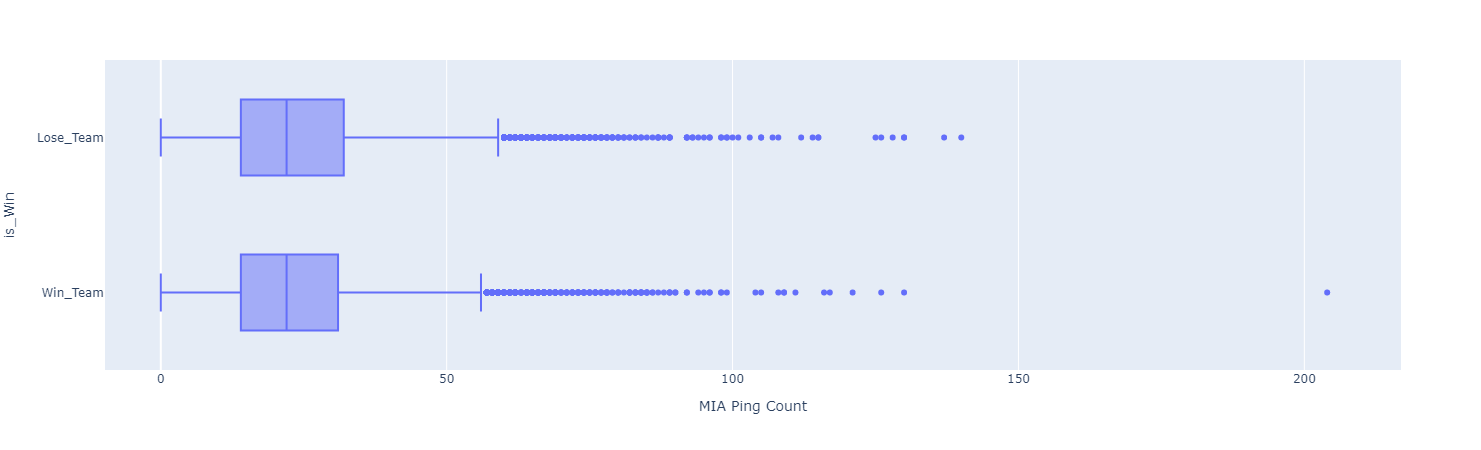 is_Win
Lose_Team
Win_Team
0 50 100 150 200
MIA Ping Count